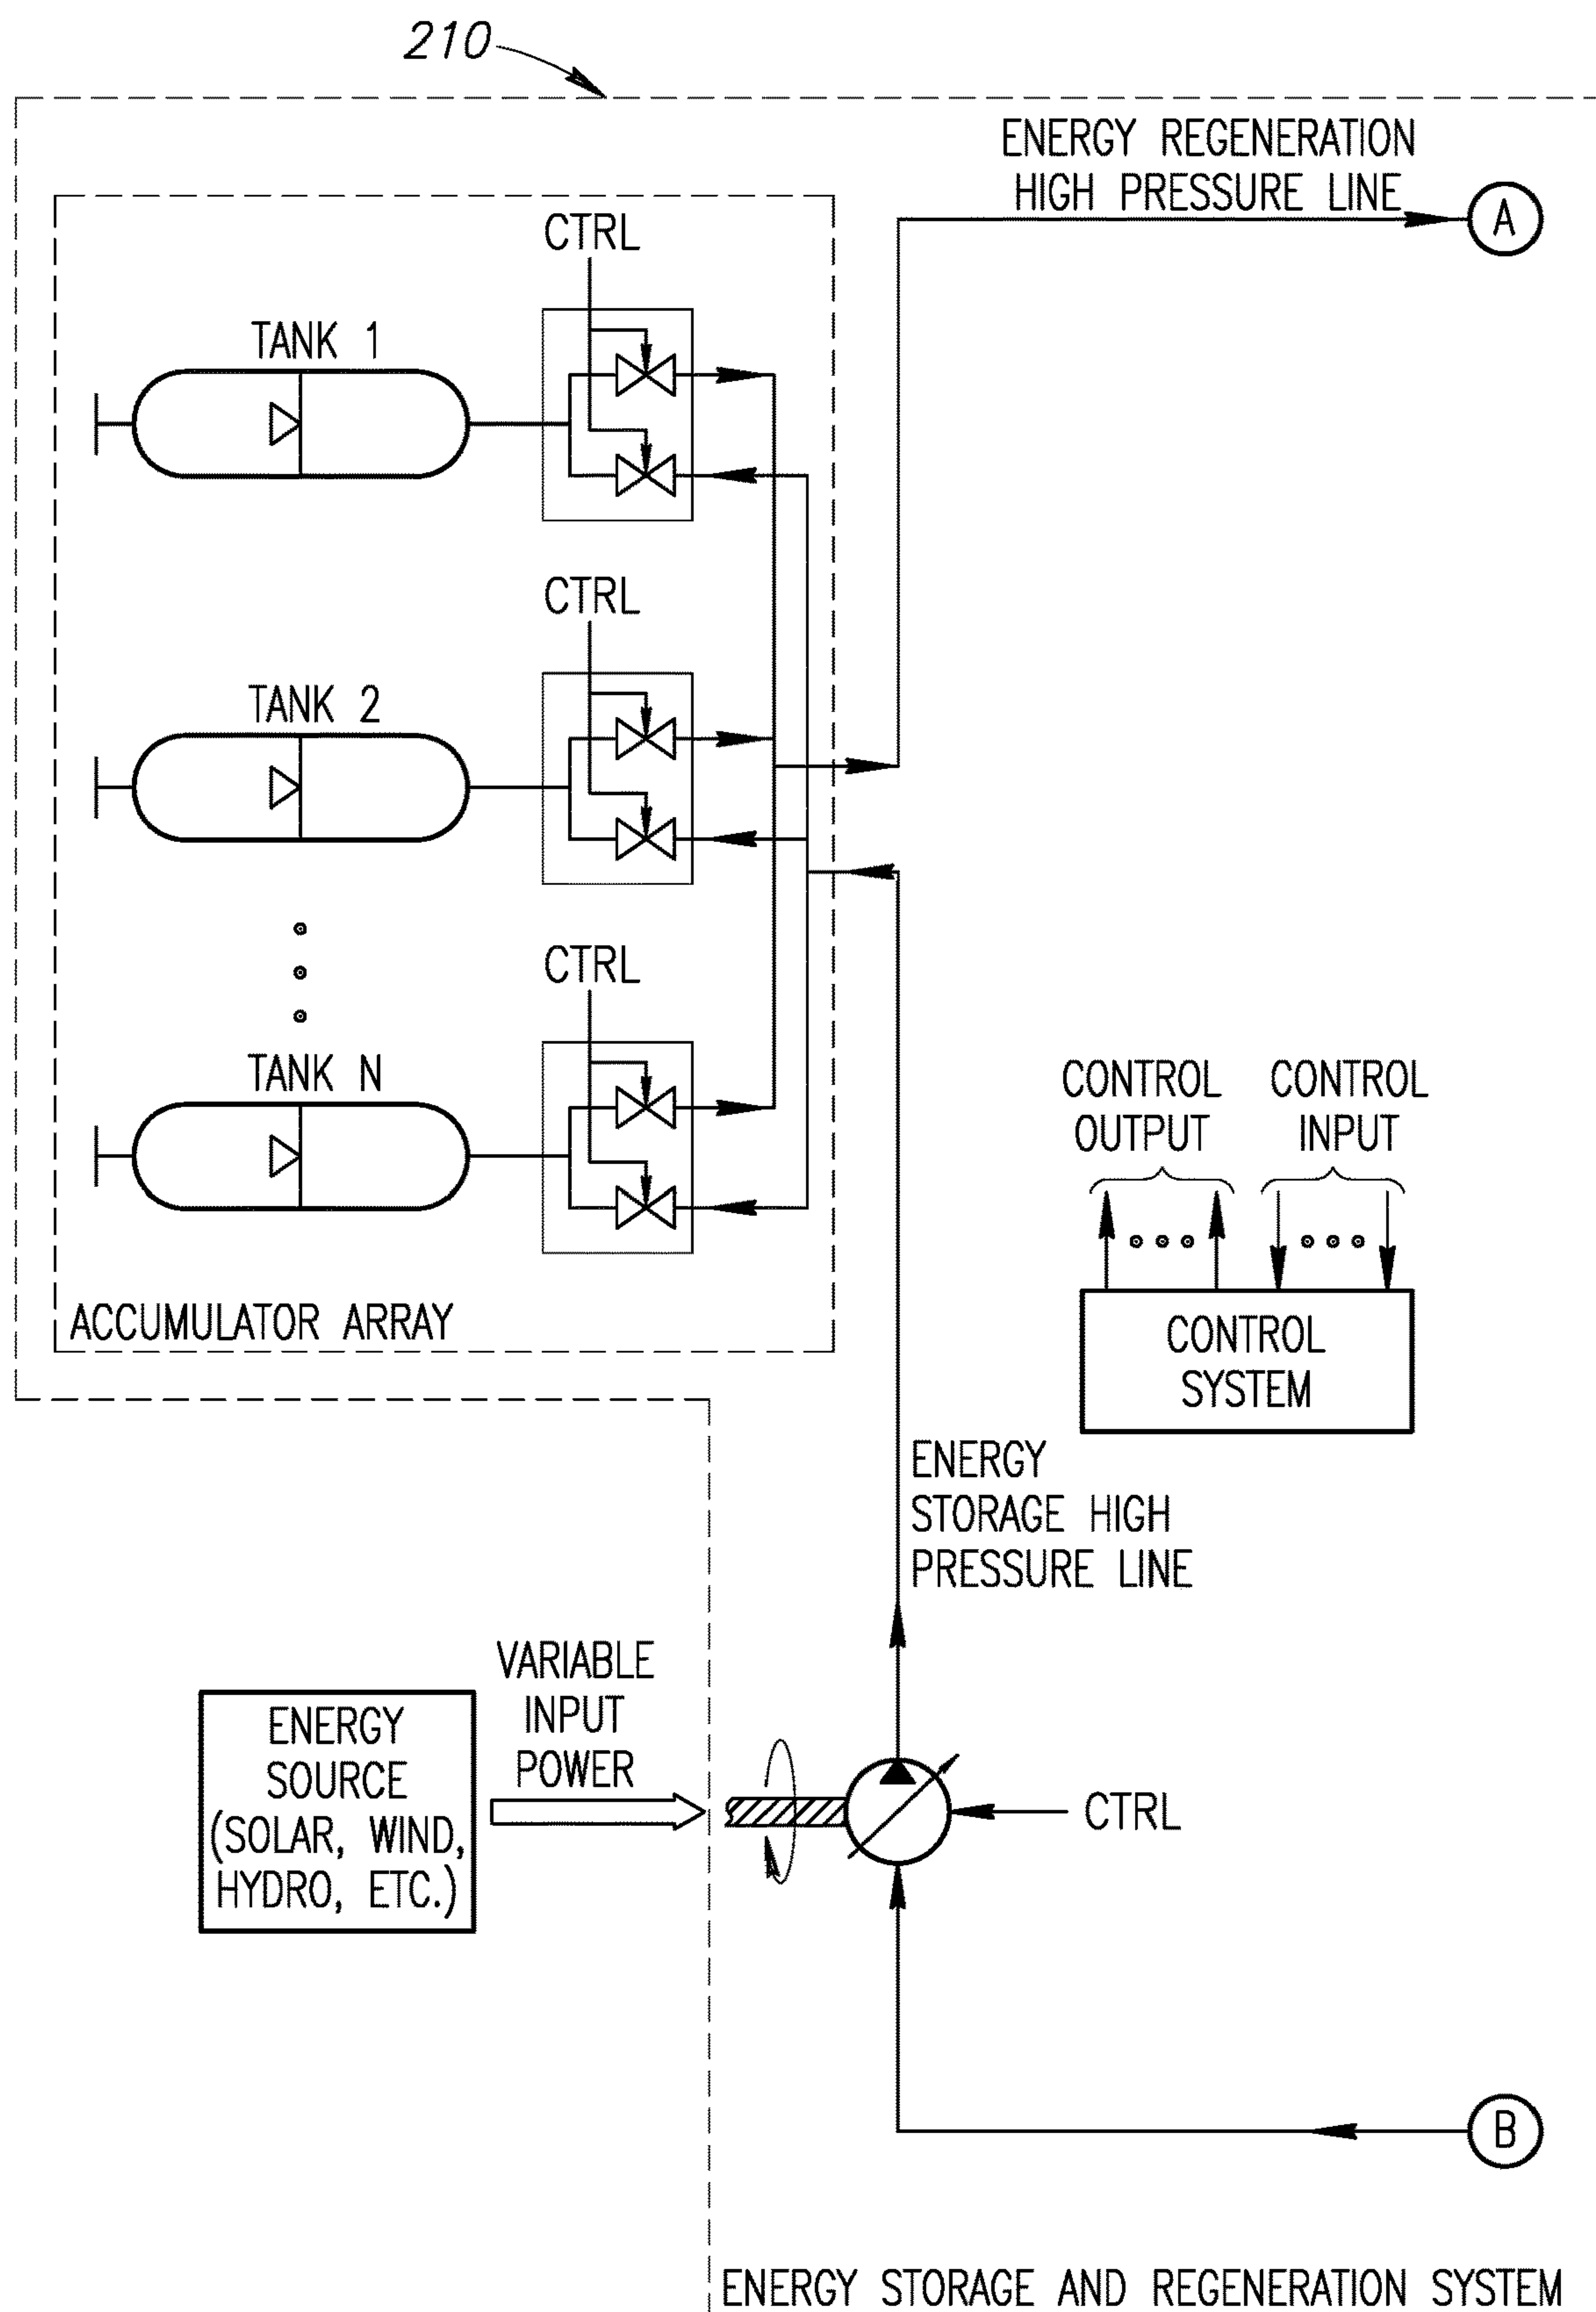 210
ENERGY REGENERATION
HIGH PRESSURE LINE
A
CTRL
TANK 1
CTRL
TANK 2
CTRL
TANK N
ACCUMULATOR ARRAY
CONTROL
OUTPUT
CONTROL
INPUT
CONTROL
SYSTEM
ENERGY
STORAGE HIGH
PRESSURE LINE
VARIABLE
INPUT
POWER
ENERGY
SOURCE
(SOLAR, WIND,
HYDRO, ETC.)
CTRL
B
ENERGY STORAGE AND REGENERATION SYSTEM